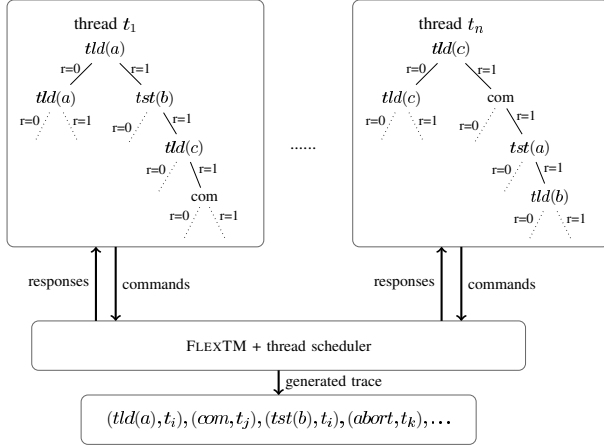 thread t₁
tld(a)
r=0 r=1
tld(a) tst(b)
r=0 r=1 r=0 r=1
tld(c)
r=0 r=1
com
r=0 r=1
......
thread tₙ
tld(c)
r=0 r=1
tld(c) com
r=0 r=1 r=0 r=1
tst(a)
r=0 r=1
tld(b)
r=0 r=1
responses commands
responses commands
FLEXTM + thread scheduler
generated trace
(tld(a), tᵢ), (com, tⱼ), (tst(b), tᵢ), (abort, tₖ), ...